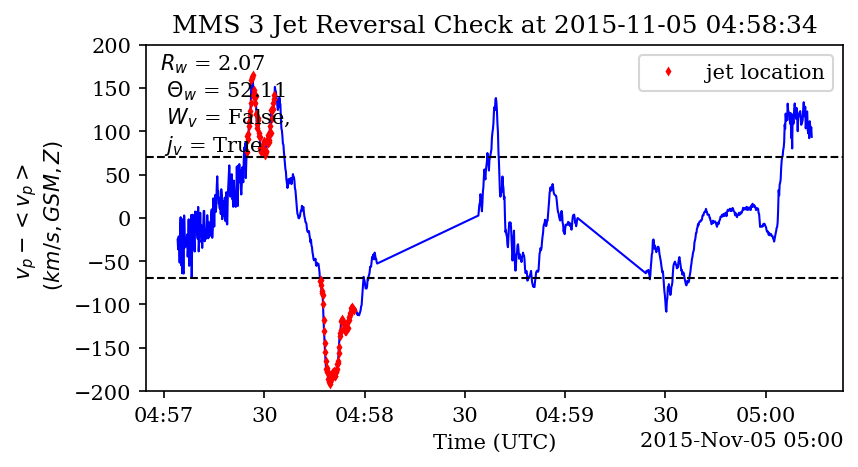 MMS 3 Jet Reversal Check at 2015-11-05 04:58:34
200
150
100
50
0
−50
−100
−150
−200
v_p − < v_p >
(km/s, GSM, Z)
R_w = 2.07
Θ_w = 52.11
W_v = False,
j_v = True
jet location
04:57 30 04:58 30 04:59 30 05:00
Time (UTC)
2015-Nov-05 05:00